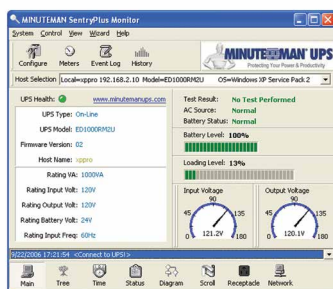 MINUTEMAN SentryPlus Monitor
System Control View Wizard Help
Configure Meters Event Log History
MINUTEMAN UPS
Protecting Your Power & Productivity
Host Selection Local=xppro 192.168.2.10 Model=ED1000RM2U OS=Windows XP Service Pack 2
UPS Health: www.minutemanups.com
UPS Type: On-Line
UPS Model: ED1000RM2U
Firmware Version: 02
Host Name: xppro
Rating VA: 1000VA
Rating Input Volt: 120V
Rating Output Volt: 120V
Rating Battery Volt: 24V
Rating Input Freq: 60Hz
Test Result: No Test Performed
AC Source: Normal
Battery Status: Normal
Battery Level: 100%
Loading Level: 13%
Input Voltage
90
45 135
0 180
121.2V
Output Voltage
90
45 135
0 180
120.1V
9/22/2006 17:21:54 <Connect to UPS!>
Main Tree Time Status Diagram Scroll Receptacle Network